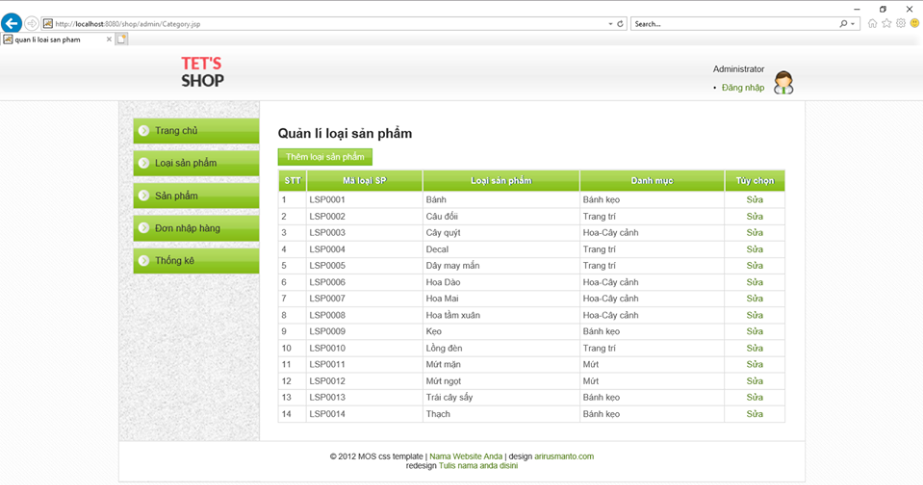 http://localhost:8080/shop/admin/Category.jsp
Search...
quan li loai san pham
TET'S
SHOP
Administrator
• Đăng nhập
Trang chủ
Loại sản phẩm
Sản phẩm
Đơn nhập hàng
Thống kê
Quản lí loại sản phẩm
Thêm loại sản phẩm
STT Mã loại SP Loại sản phẩm Danh mục Tùy chọn
1 LSP0001 Bánh Bánh kẹo Sửa
2 LSP0002 Câu đối Trang trí Sửa
3 LSP0003 Cây quýt Hoa-Cây cảnh Sửa
4 LSP0004 Decal Trang trí Sửa
5 LSP0005 Dây may mắn Trang trí Sửa
6 LSP0006 Hoa Dào Hoa-Cây cảnh Sửa
7 LSP0007 Hoa Mai Hoa-Cây cảnh Sửa
8 LSP0008 Hoa tầm xuân Hoa-Cây cảnh Sửa
9 LSP0009 Kẹo Bánh kẹo Sửa
10 LSP0010 Lồng đèn Trang trí Sửa
11 LSP0011 Mứt mặn Mứt Sửa
12 LSP0012 Mứt ngọt Mứt Sửa
13 LSP0013 Trái cây sấy Bánh kẹo Sửa
14 LSP0014 Thạch Bánh kẹo Sửa
© 2012 MOS css template | Nama Website Anda | design arirusmanto.com
redesign Tulis nama anda disini